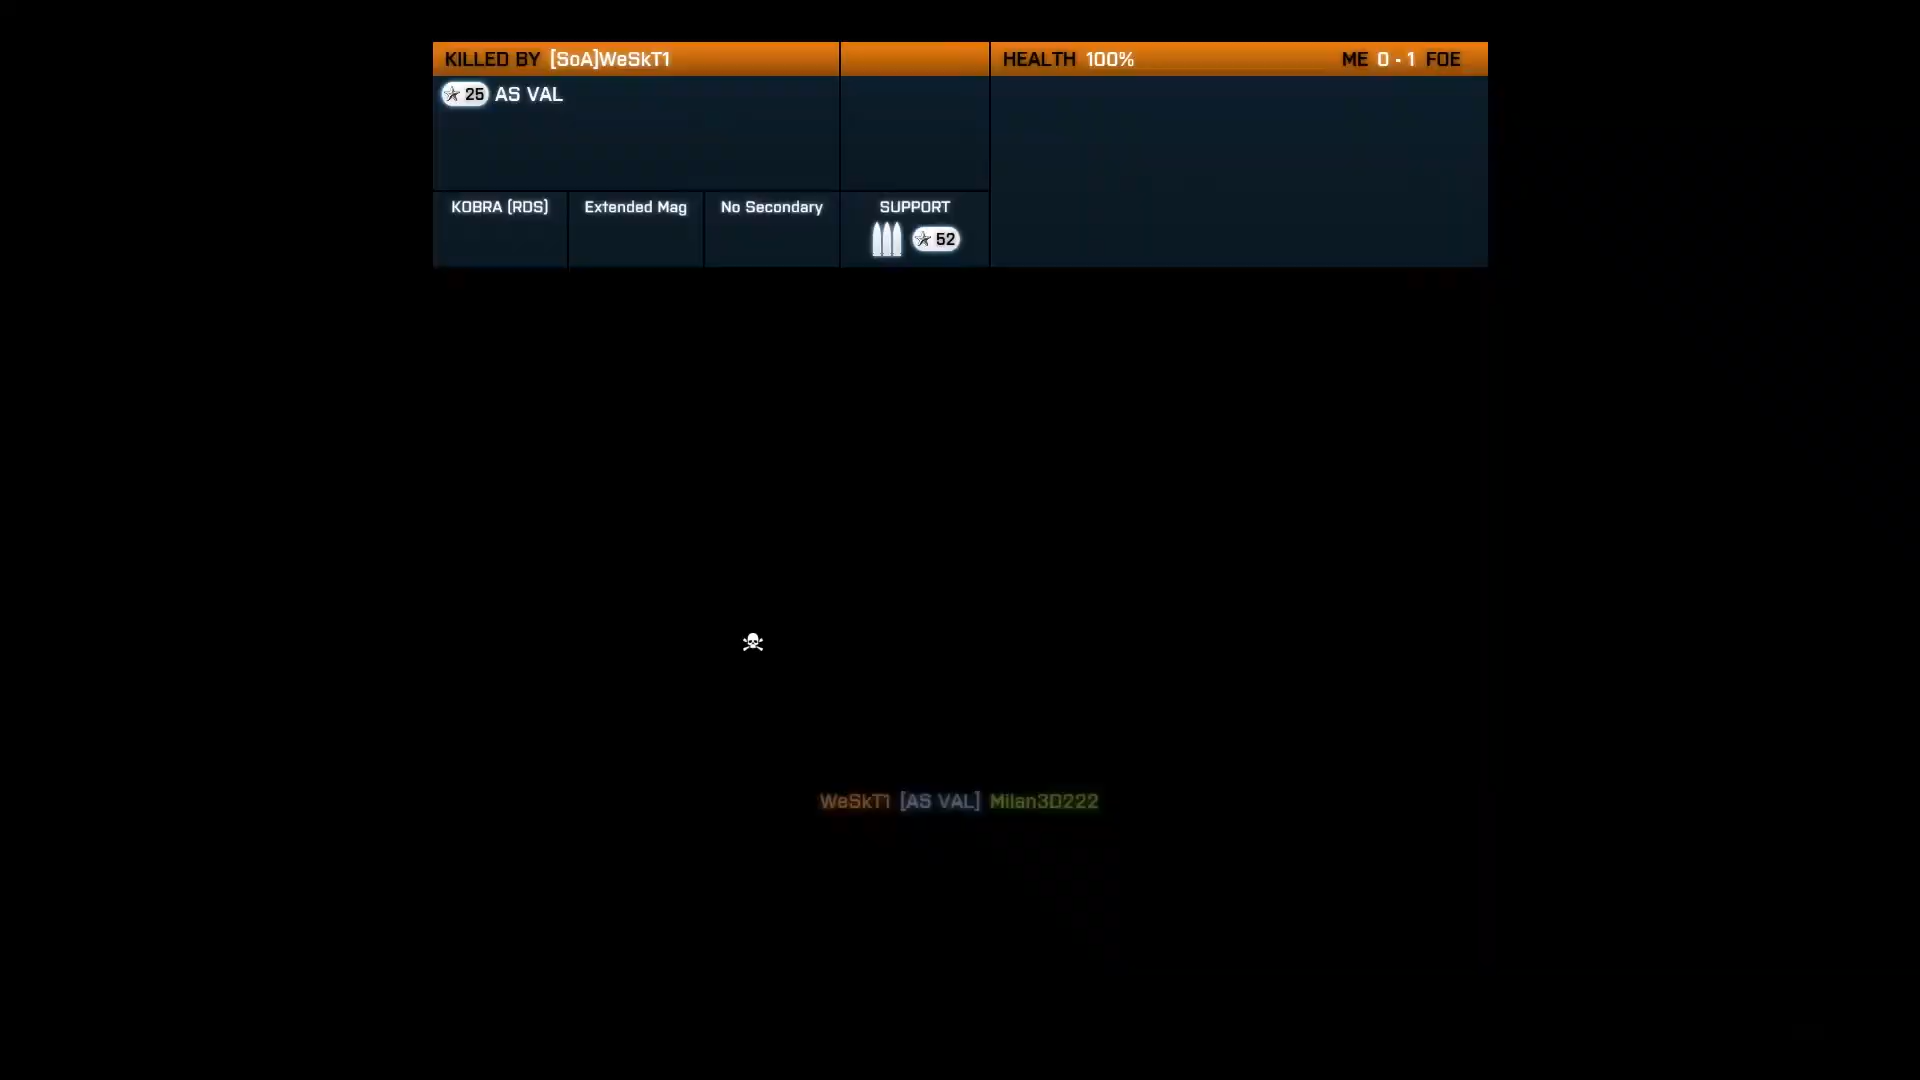 KILLED BY [SoA]WeSkT1
HEALTH 100%
ME 0 - 1 FOE
25 AS VAL
KOBRA (RDS)
Extended Mag
No Secondary
SUPPORT
52
WeSkT1 [AS VAL] Milan3D222